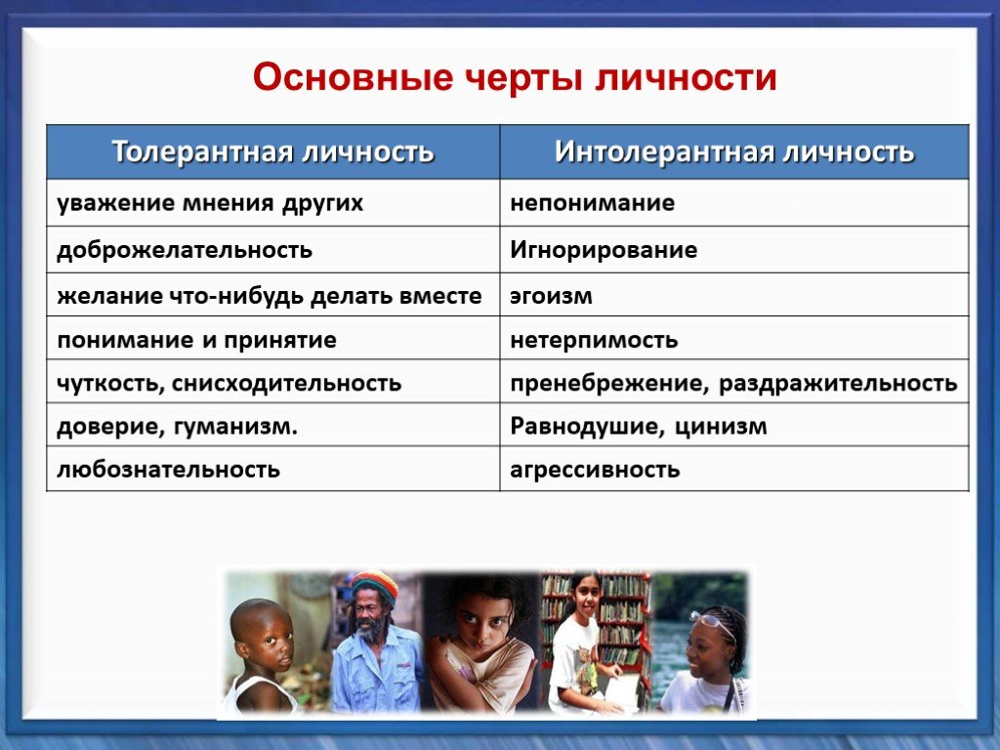 Основные черты личности
Толерантная личность Интолерантная личность
уважение мнения других непонимание
доброжелательность Игнорирование
желание что-нибудь делать вместе эгоизм
понимание и принятие нетерпимость
чуткость, снисходительность пренебрежение, раздражительность
доверие, гуманизм. Равнодушие, цинизм
любознательность агрессивность